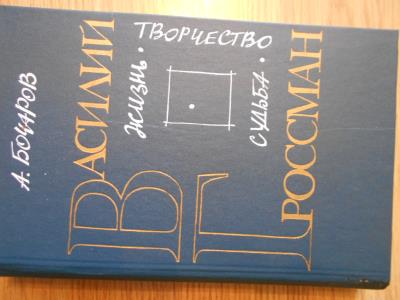 А. БОЧАРОВ
ВАСИЛИЙ
ЖИЗНЬ · ТВОРЧЕСТВО · СУДЬБА
ГРОССМАН